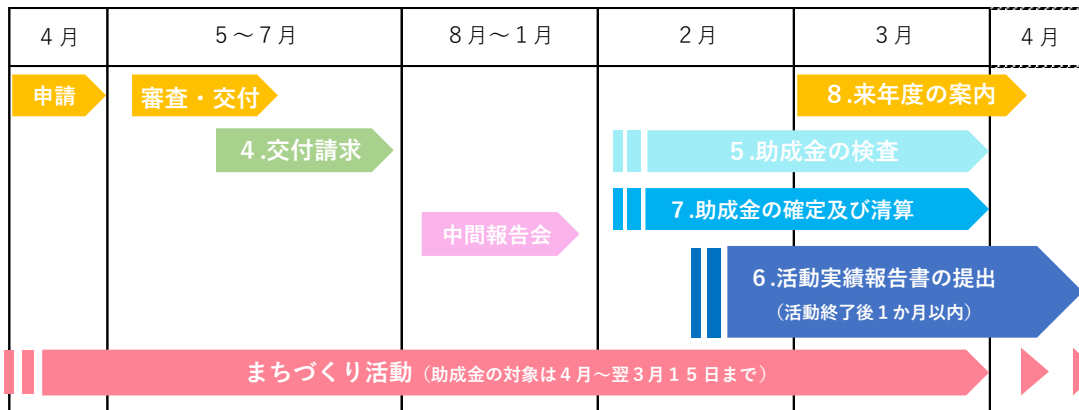 ４月
５～７月
８月～１月
２月
３月
４月
申請
審査・交付
８.来年度の案内
４.交付請求
５.助成金の検査
７.助成金の確定及び清算
中間報告会
６.活動実績報告書の提出
（活動終了後１か月以内）
まちづくり活動（助成金の対象は４月～翌３月１５日まで）